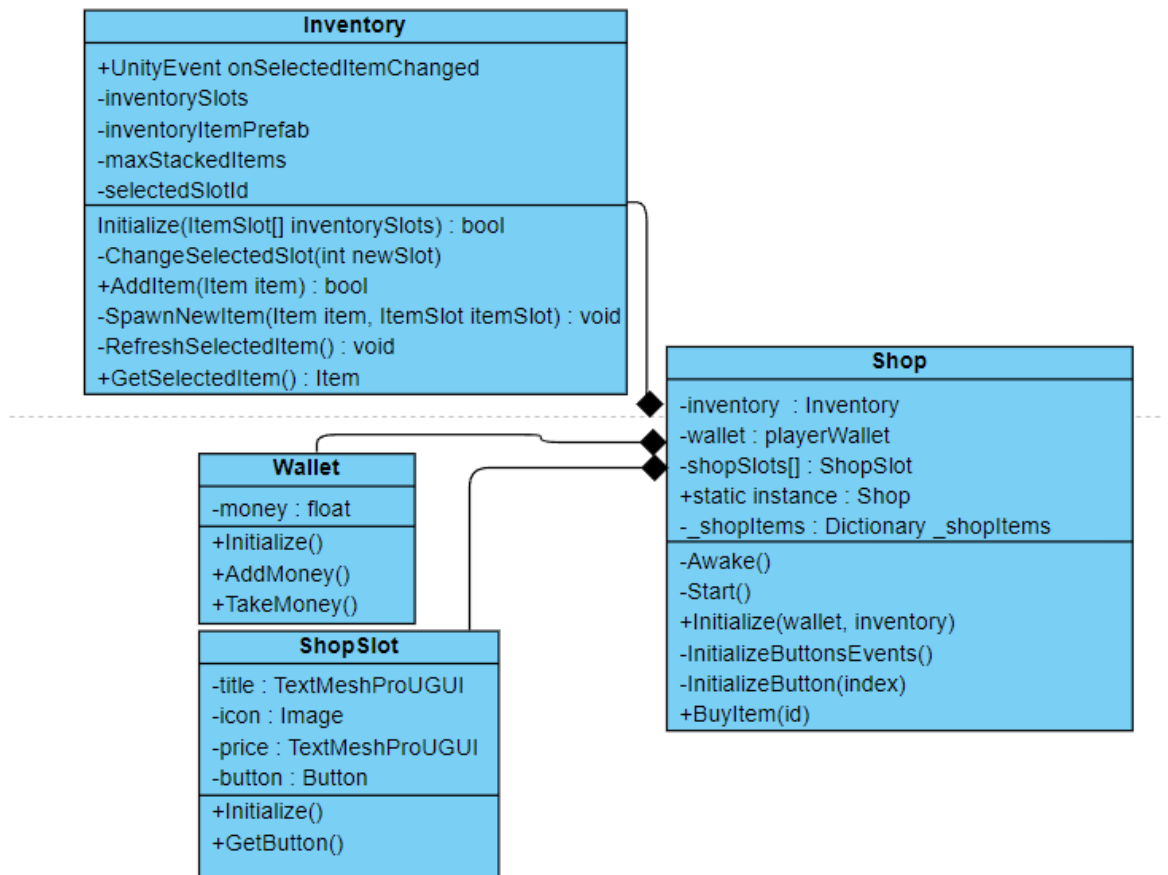 Inventory
+UnityEvent onSelectedItemChanged
-inventorySlots
-inventoryItemPrefab
-maxStackedItems
-selectedSlotId
Initialize(ItemSlot[] inventorySlots) : bool
-ChangeSelectedSlot(int newSlot)
+AddItem(Item item) : bool
-SpawnNewItem(Item item, ItemSlot itemSlot) : void
-RefreshSelectedItem() : void
+GetSelectedItem() : Item
Shop
-inventory : Inventory
-wallet : playerWallet
-shopSlots[] : ShopSlot
+static instance : Shop
-_shopItems : Dictionary _shopItems
-Awake()
-Start()
+Initialize(wallet, inventory)
-InitializeButtonsEvents()
-InitializeButton(index)
+BuyItem(id)
Wallet
-money : float
+Initialize()
+AddMoney()
+TakeMoney()
ShopSlot
-title : TextMeshProUGUI
-icon : Image
-price : TextMeshProUGUI
-button : Button
+Initialize()
+GetButton()